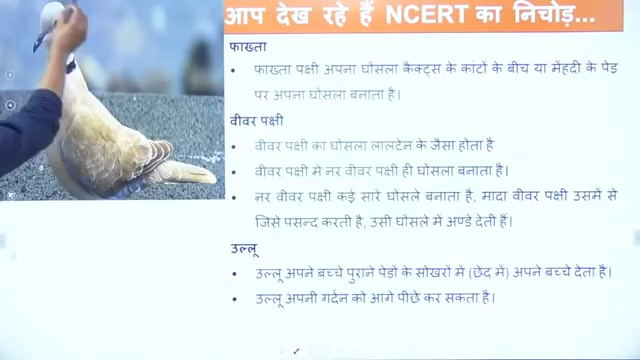 आप देख रहे हैं NCERT का निचोड़...
फाख्ता
• फाख्ता पक्षी अपना घोंसला कैक्ट्स के काटों के बीच या मेंहदी के पेड़
पर अपना घोंसला बनाता है।
वीवर पक्षी
• वीवर पक्षी का घोंसला लालटेन के जैसा होता है
• वीवर पक्षी में नर वीवर पक्षी ही घोंसला बनाता है।
• नर वीवर पक्षी कई सारे घोंसले बनाता है, मादा वीवर पक्षी उसमें से
जिसे पसन्द करती है, उसी घोंसले में अण्डे देती हैं।
उल्लू
• उल्लू अपने बच्चे पुराने पेड़ों के सोखरों में (छेद में) अपने बच्चे देता है।
• उल्लू अपनी गर्दन को आगे पीछे कर सकता है।